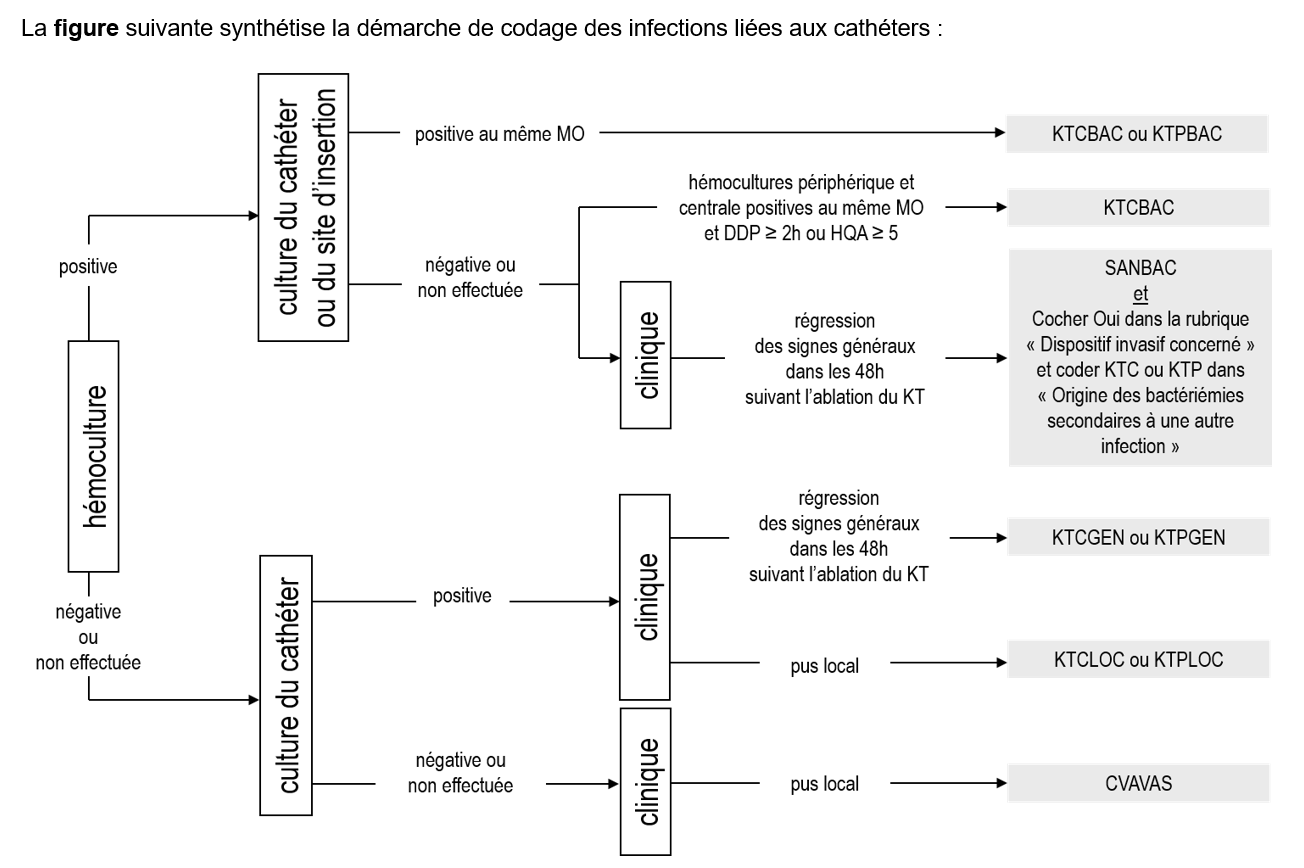 La figure suivante synthétise la démarche de codage des infections liées aux cathéters :
hémoculture
positive
culture du cathéter
ou du site d'insertion
positive au même MO
KTCBAC ou KTPBAC
négative ou
non effectuée
hémocultures périphérique et
centrale positives au même MO
et DDP ≥ 2h ou HQA ≥ 5
KTCBAC
clinique
régression
des signes généraux
dans les 48h
suivant l'ablation du KT
SANBAC
et
Cocher Oui dans la rubrique
« Dispositif invasif concerné »
et coder KTC ou KTP dans
« Origine des bactériémies
secondaires à une autre
infection »
négative
ou
non effectuée
culture du cathéter
positive
clinique
régression
des signes généraux
dans les 48h
suivant l'ablation du KT
KTCGEN ou KTPGEN
pus local
KTCLOC ou KTPLOC
négative ou
non effectuée
clinique
pus local
CVAVAS